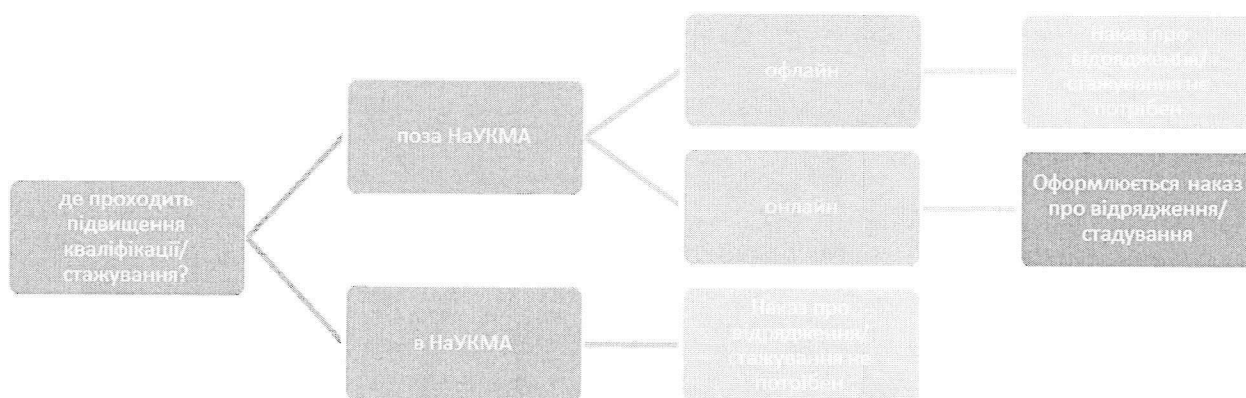 де проходить
підвищення
кваліфікації/
стажування?
поза НаУКМА
офлайн
Наказ про
відрядження/
стажування не
потрібен
онлайн
Оформлюється наказ
про відрядження/
стадування
в НаУКМА
Наказ про
відрядження/
стажування не
потрібен